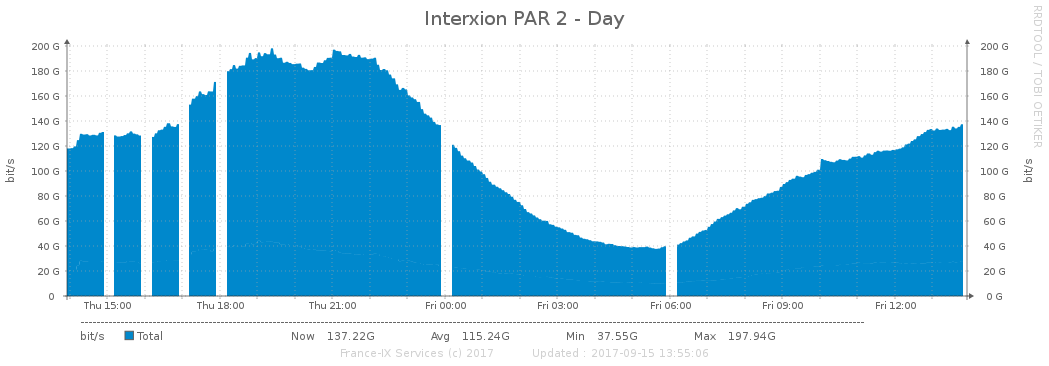 Interxion PAR 2 - Day
RRDTOOL / TOBI OETIKER
bit/s
200 G 200 G
180 G 180 G
160 G 160 G
140 G 140 G
120 G 120 G
100 G 100 G
80 G 80 G
60 G 60 G
40 G 40 G
20 G 20 G
0 0 G
bit/s
Thu 15:00 Thu 18:00 Thu 21:00 Fri 00:00 Fri 03:00 Fri 06:00 Fri 09:00 Fri 12:00
bit/s Total Now 137.22G Avg 115.24G Min 37.55G Max 197.94G
France-IX Services (c) 2017 Updated : 2017-09-15 13:55:06